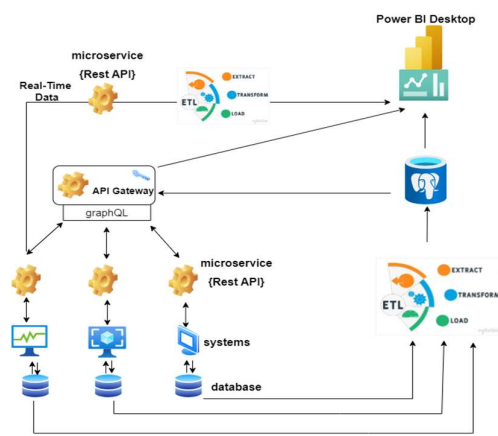 Power BI Desktop
microservice
{Rest API}
Real-Time
Data
EXTRACT
TRANSFORM
ETL
LOAD
API Gateway
graphQL
microservice
{Rest API}
EXTRACT
TRANSFORM
ETL
LOAD
systems
database